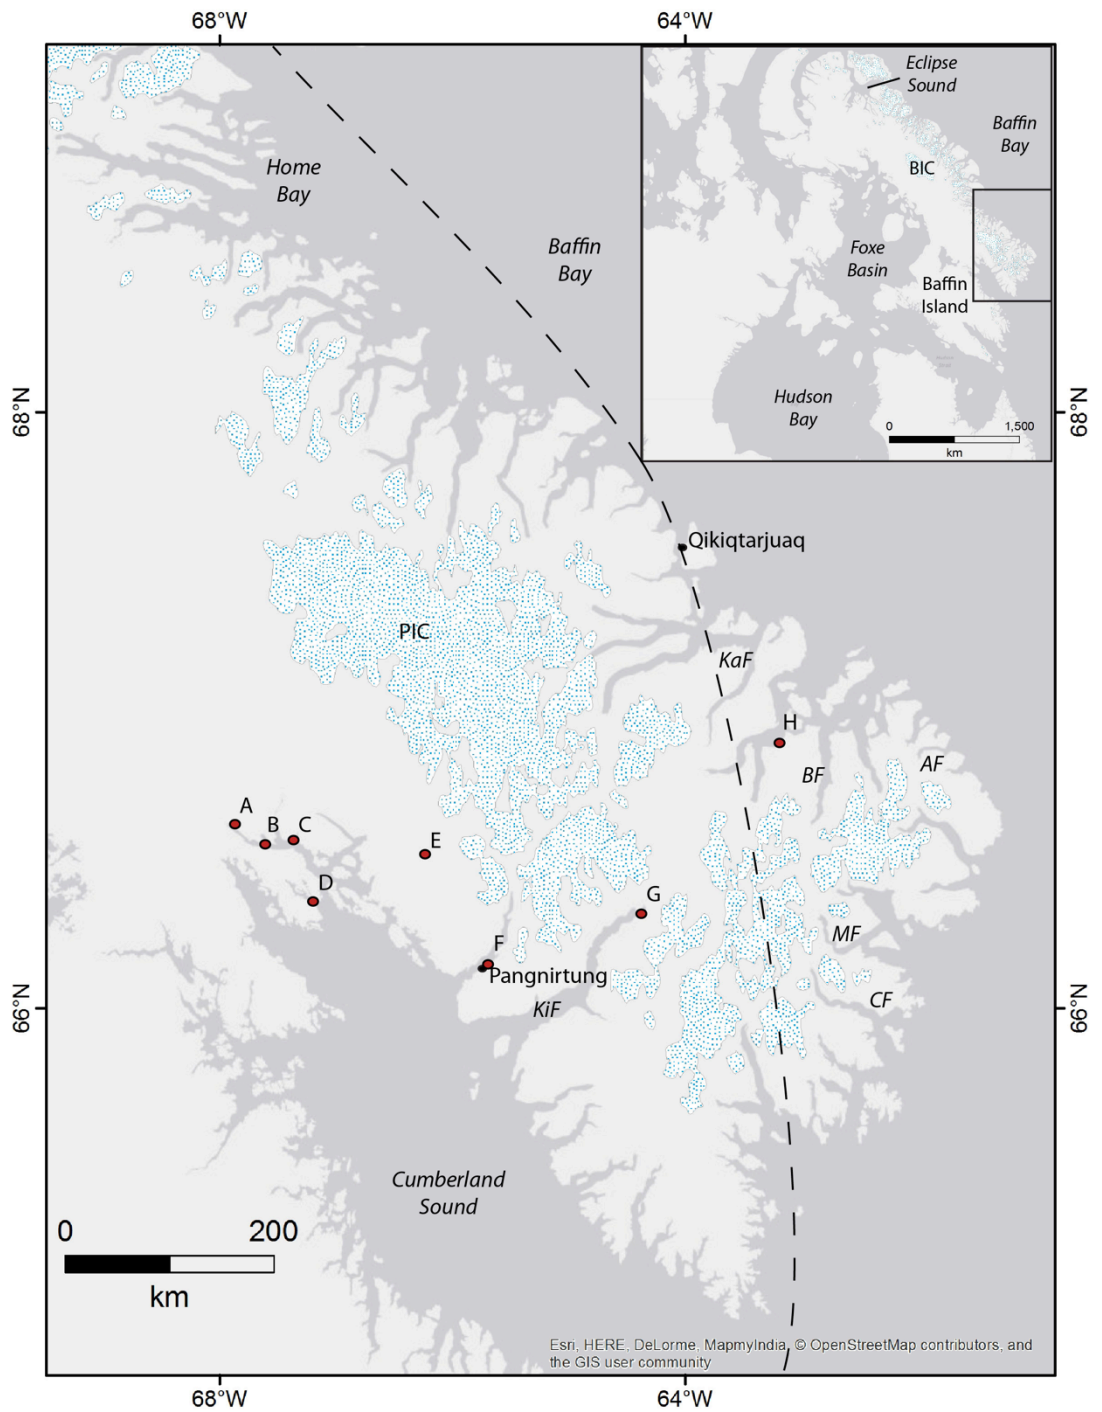 68°W
64°W
Eclipse
Sound
Baffin
Bay
BIC
Foxe
Basin
Baffin
Island
Hudson
Bay
0
1,500
km
Home
Bay
Baffin
Bay
68°N
68°N
Qikiqtarjuaq
PIC
KaF
H
BF
AF
A
B
C
E
D
G
F
MF
Pangnirtung
KiF
CF
66°N
66°N
Cumberland
Sound
0
200
km
Esri, HERE, DeLorme, MapmyIndia, © OpenStreetMap contributors, and
the GIS user community
68°W
64°W